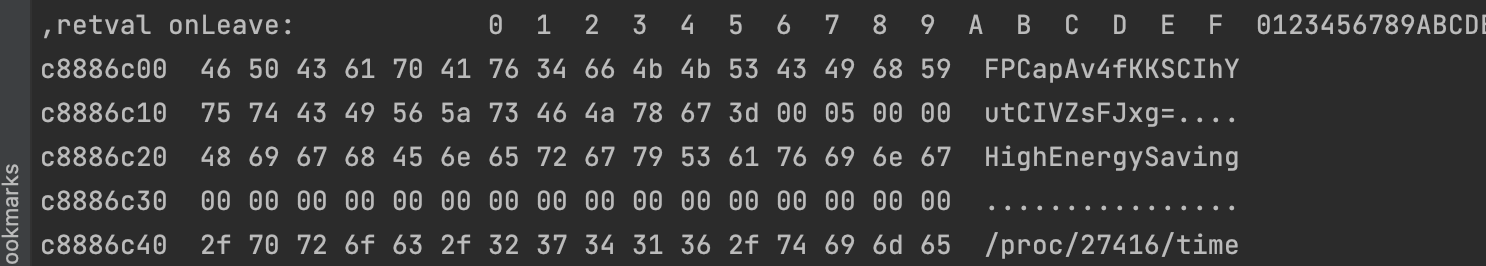 ,retval onLeave:             0  1  2  3  4  5  6  7  8  9  A  B  C  D  E  F  0123456789ABCDE
c8886c00  46 50 43 61 70 41 76 34 66 4b 4b 53 43 49 68 59  FPCapAv4fKKSCIhY
c8886c10  75 74 43 49 56 5a 73 46 4a 78 67 3d 00 05 00 00  utCIVZsFJxg=....
c8886c20  48 69 67 68 45 6e 65 72 67 79 53 61 76 69 6e 67  HighEnergySaving
c8886c30  00 00 00 00 00 00 00 00 00 00 00 00 00 00 00 00  ................
c8886c40  2f 70 72 6f 63 2f 32 37 34 31 36 2f 74 69 6d 65  /proc/27416/time
ookmarks